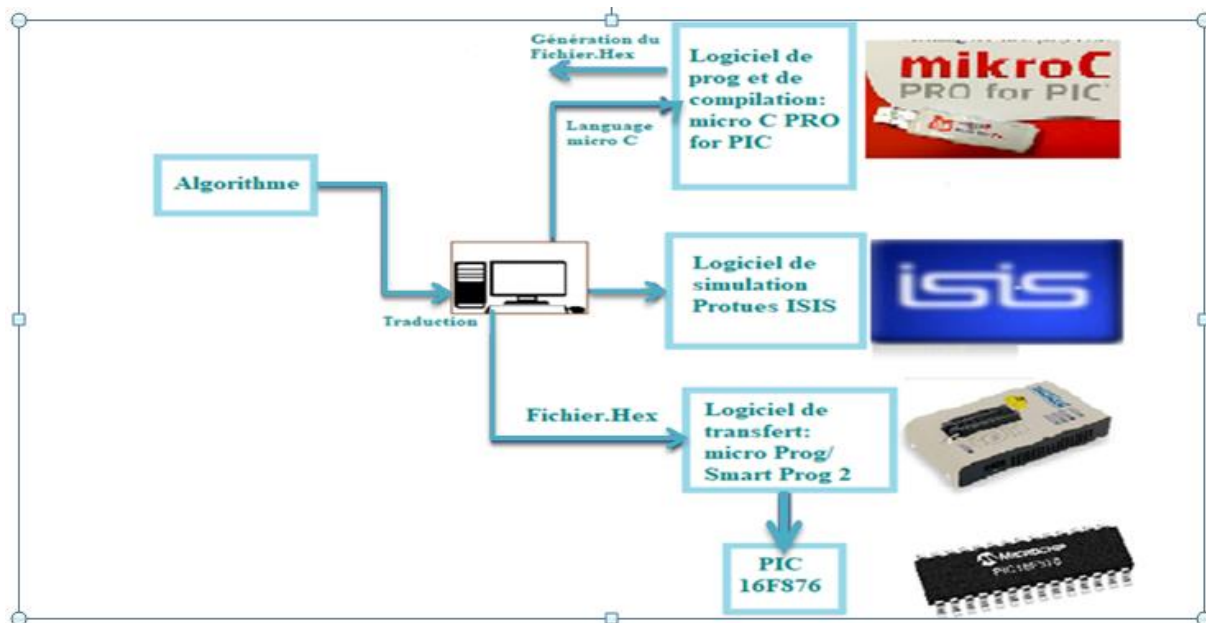 Génération du
Fichier.Hex
Logiciel de
prog et de
compilation:
micro C PRO
for PIC
mikroC
PRO for PIC
Language
micro C
Algorithme
Traduction
Logiciel de
simulation
Protues ISIS
isis
Fichier.Hex
Logiciel de
transfert:
micro Prog/
Smart Prog 2
PIC
16F876
MICROCHIP